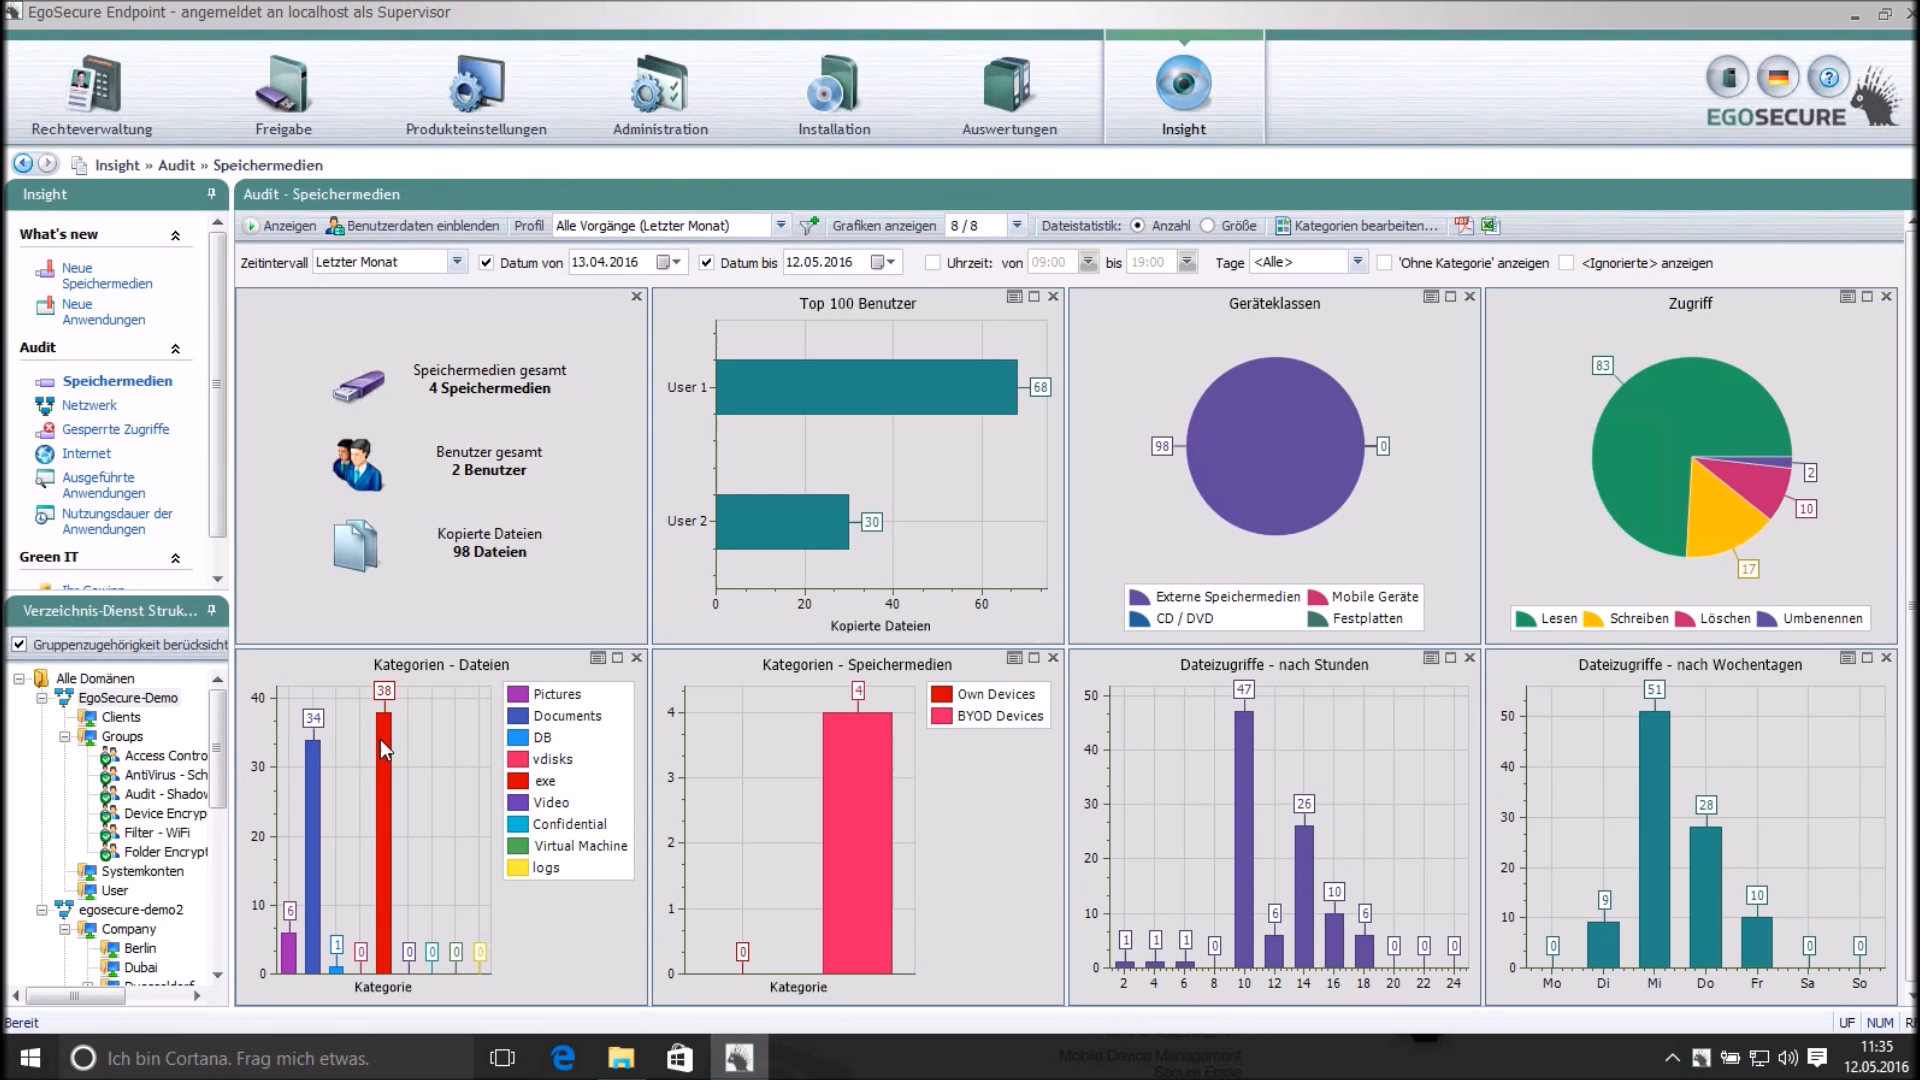 EgoSecure Endpoint - angemeldet an localhost als Supervisor
Rechteverwaltung
Freigabe
Produkteinstellungen
Administration
Installation
Auswertungen
Insight
EGOSECURE
Insight » Audit » Speichermedien
Insight
What's new
Neue
Speichermedien
Neue
Anwendungen
Audit
Speichermedien
Netzwerk
Gesperrte Zugriffe
Internet
Ausgeführte
Anwendungen
Nutzungsdauer der
Anwendungen
Green IT
Verzeichnis-Dienst Struk...
Gruppenzugehörigkeit berücksicht
Alle Domänen
EgoSecure-Demo
Clients
Groups
Access Contro
AntiVirus - Sch
Audit - Shadow
Device Encryp
Filter - WiFi
Folder Encrypt
Systemkonten
User
egosecure-demo2
Company
Berlin
Dubai
Audit - Speichermedien
Anzeigen Benutzerdaten einblenden Profil Alle Vorgänge (Letzter Monat) Grafiken anzeigen 8 / 8 Dateistatistik: Anzahl Größe Kategorien bearbeiten...
Zeitintervall Letzter Monat Datum von 13.04.2016 Datum bis 12.05.2016 Uhrzeit: von 09:00 bis 19:00 Tage <Alle> 'Ohne Kategorie' anzeigen <Ignorierte> anzeigen
Speichermedien gesamt
4 Speichermedien
Benutzer gesamt
2 Benutzer
Kopierte Dateien
98 Dateien
Top 100 Benutzer
User 1
68
User 2
30
0 20 40 60
Kopierte Dateien
Geräteklassen
98
0
Externe Speichermedien Mobile Geräte
CD / DVD Festplatten
Zugriff
83
2
10
17
Lesen Schreiben Löschen Umbenennen
Kategorien - Dateien
40
30
20
10
0
6
34
1
0
38
0
0
0
0
Pictures
Documents
DB
vdisks
exe
Video
Confidential
Virtual Machine
logs
Kategorie
Kategorien - Speichermedien
4
3
2
1
0
0
4
Own Devices
BYOD Devices
Kategorie
Dateizugriffe - nach Stunden
50
40
30
20
10
0
1 1 1 0 47 6 26 10 6 0 0 0
2 4 6 8 10 12 14 16 18 20 22 24
Dateizugriffe - nach Wochentagen
50
40
30
20
10
0
0 9 51 28 10 0 0
Mo Di Mi Do Fr Sa So
Bereit
UF NUM
Mobile Device Management
Secure Erase
Ich bin Cortana. Frag mich etwas.
11:35
12.05.2016